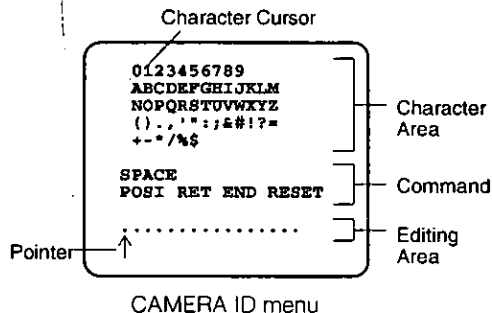 Character Cursor
0123456789
ABCDEFGHIJKLM
NOPQRSTUVWXYZ
().,'":;&#!?=
+-*/%$
Character
Area
SPACE
POSI RET END RESET
Command
................
Editing
Area
Pointer
CAMERA ID menu